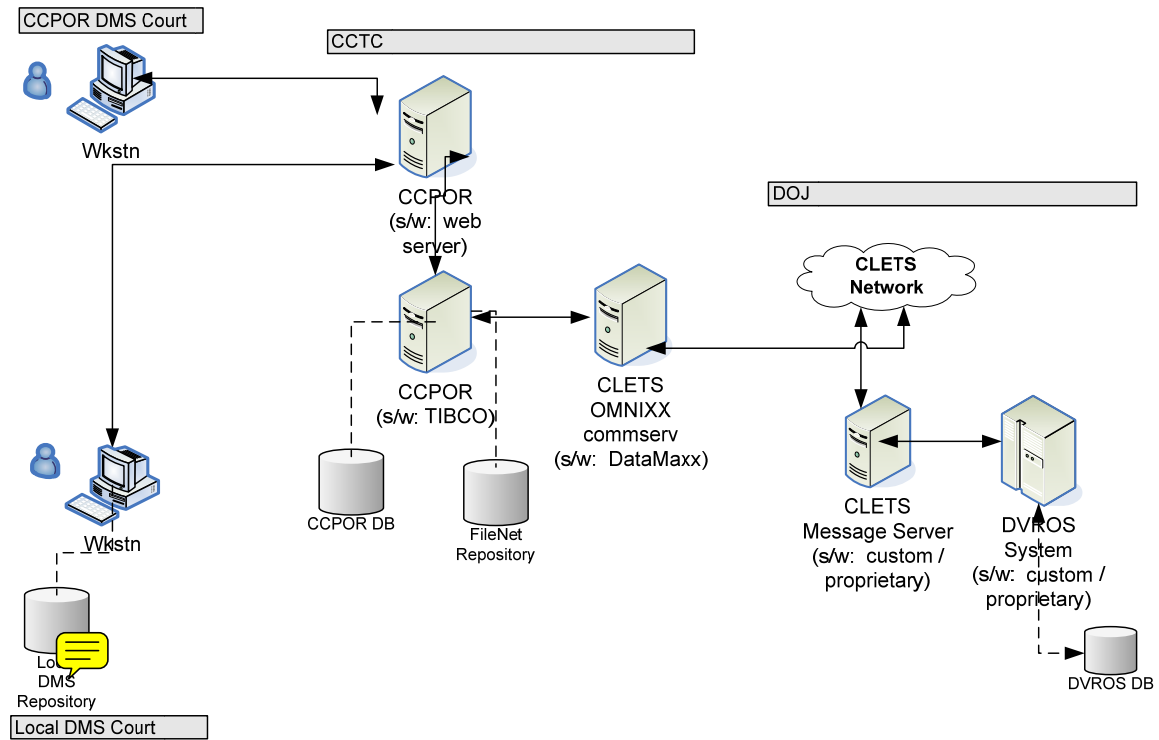 CCPOR DMS Court
CCTC
Wkstn
CCPOR
(s/w: web
server)
DOJ
CLETS
Network
CCPOR
(s/w: TIBCO)
CLETS
OMNIXX
commserv
(s/w: DataMaxx)
CCPOR DB
FileNet
Repository
CLETS
Message Server
(s/w: custom /
proprietary)
DVROS
System
(s/w: custom /
proprietary)
DVROS DB
Wkstn
DMS
Repository
Local DMS Court